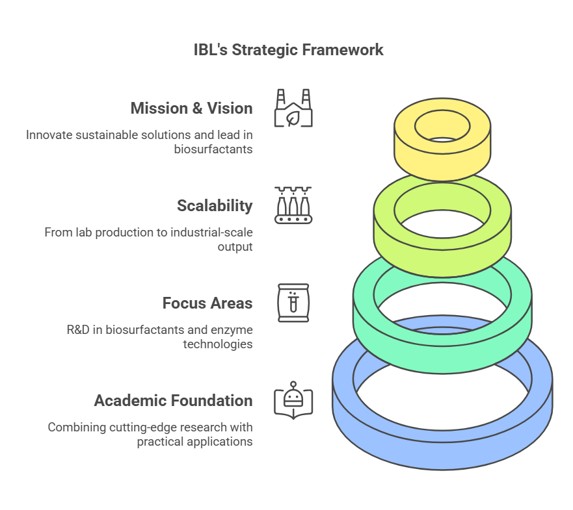 IBL's Strategic Framework
Mission & Vision
Innovate sustainable solutions and lead in
biosurfactants
Scalability
From lab production to industrial-scale
output
Focus Areas
R&D in biosurfactants and enzyme
technologies
Academic Foundation
Combining cutting-edge research with
practical applications